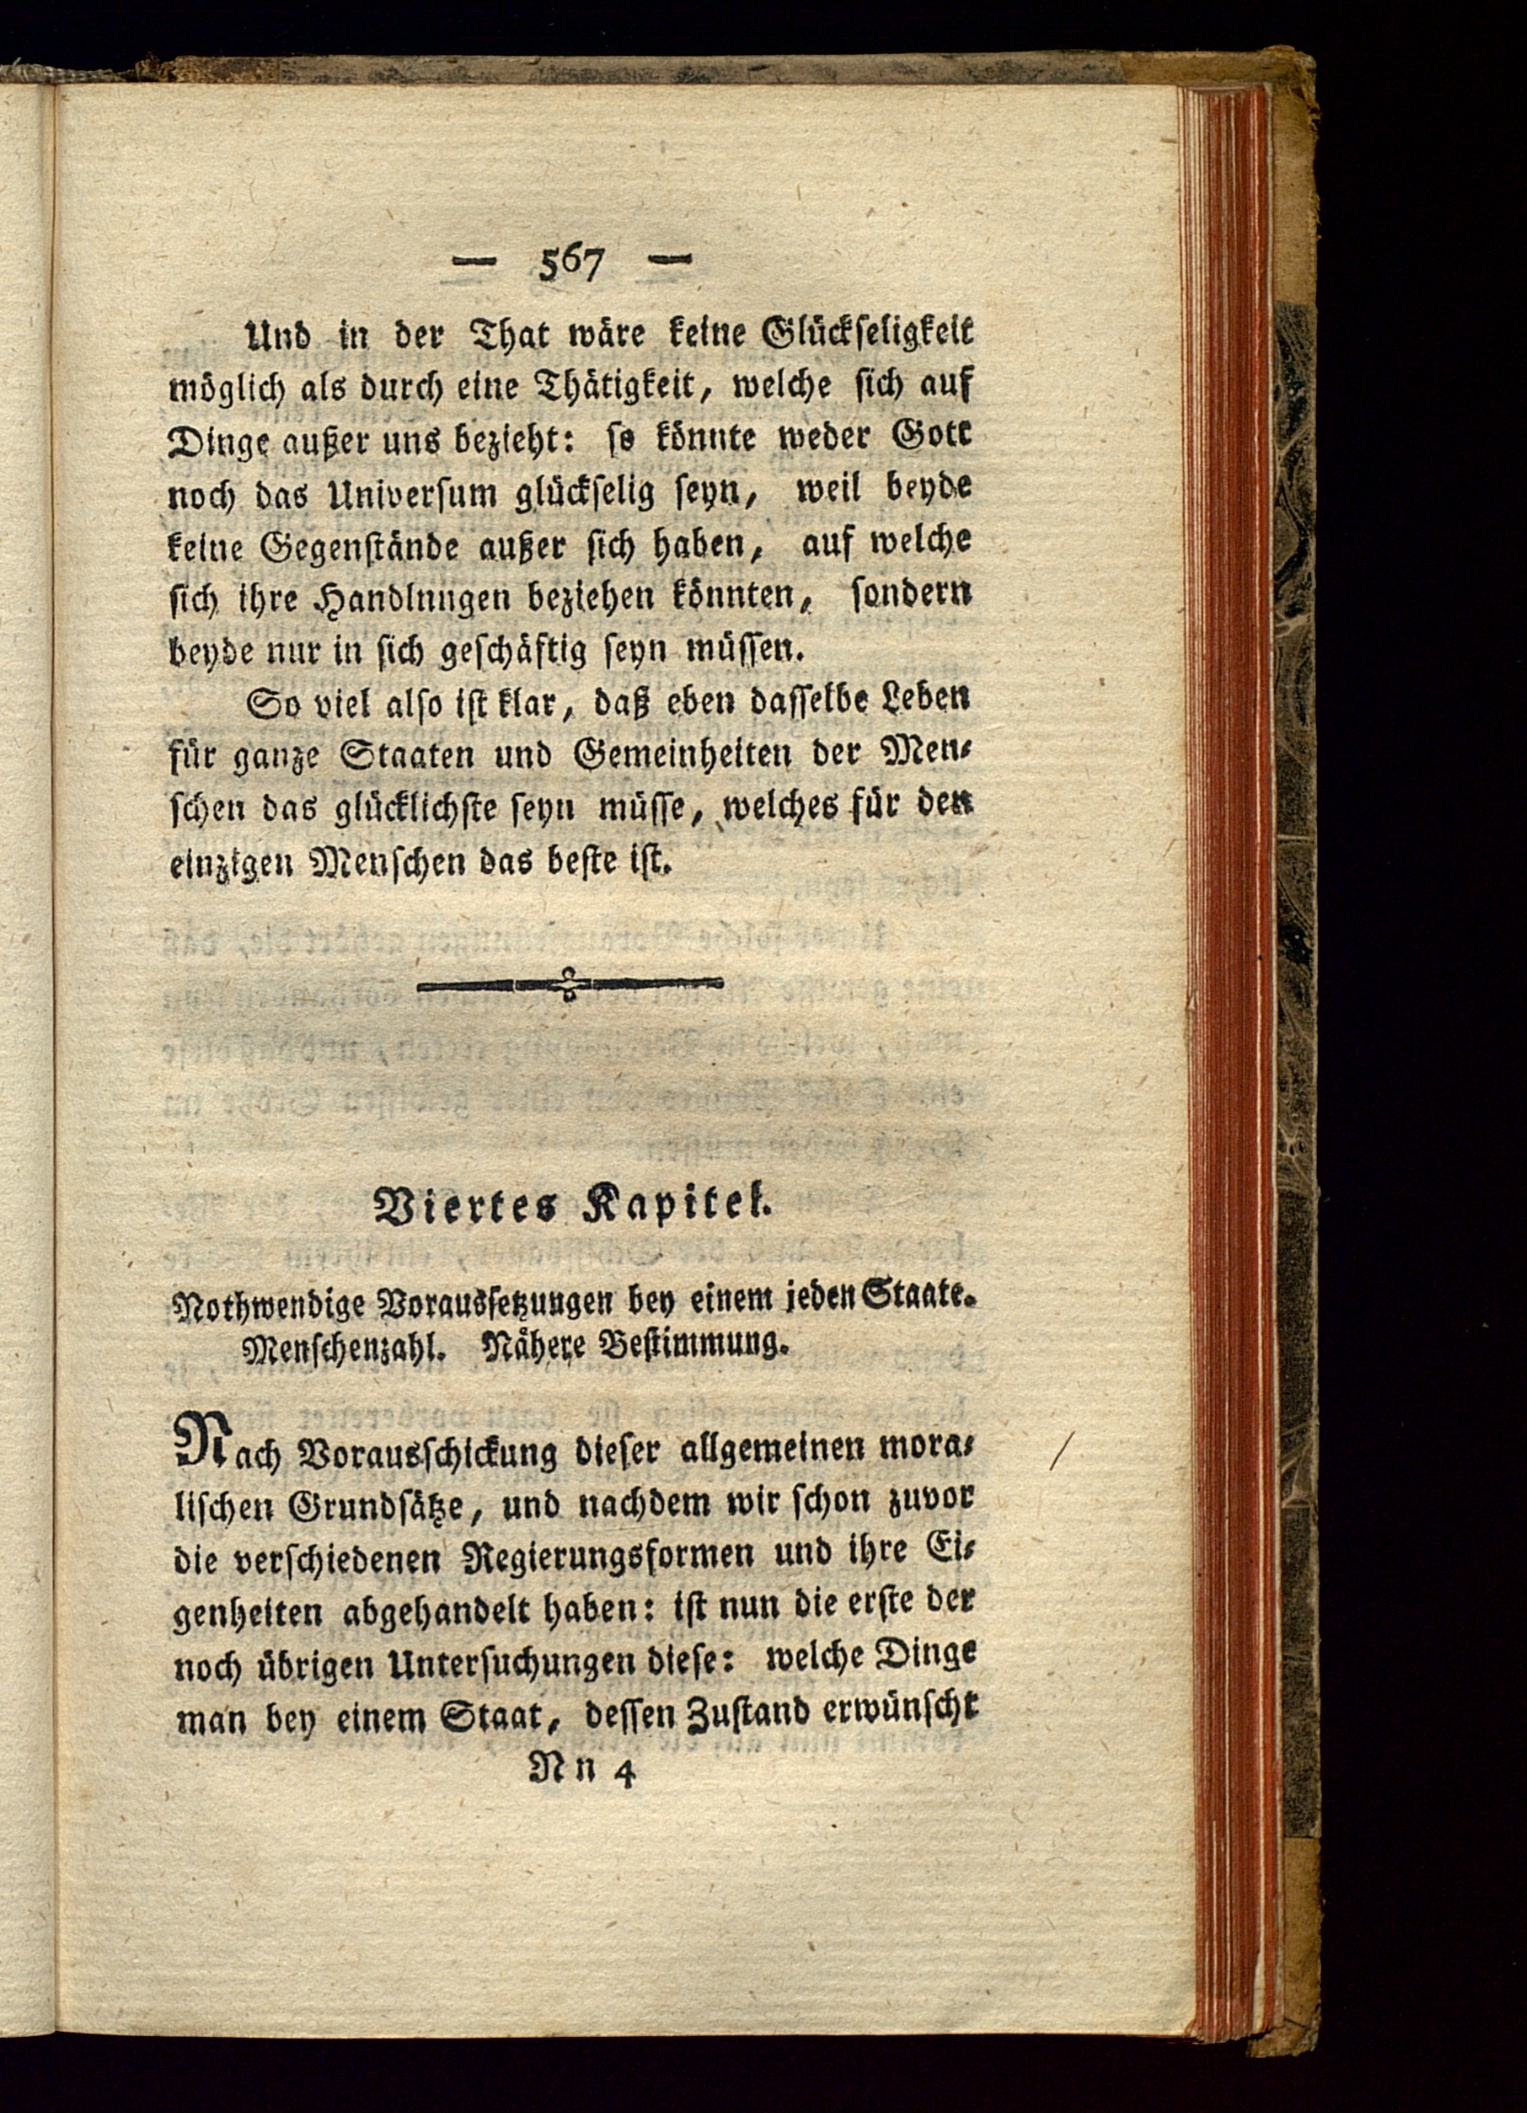 — 567 —
Und in der That wäre keine Glückseligkeit
möglich als durch eine Thätigkeit, welche sich auf
Dinge außer uns bezieht: so könnte weder Gott
noch das Universum glückselig seyn, weil beyde
keine Gegenstände außer sich haben, auf welche
sich ihre Handlnugen beziehen könnten, sondern
beyde nur in sich geschäftig seyn müssen.
So viel also ist klar, daß eben dasselbe Leben
für ganze Staaten und Gemeinheiten der Men-
schen das glücklichste seyn müsse, welches für den
einzigen Menschen das beste ist.
Viertes Kapitel.
Nothwendige Voraussetzungen bey einem jeden Staate.
Menschenzahl. Nähere Bestimmung.
Nach Vorausschickung dieser allgemeinen mora-
lischen Grundsätze, und nachdem wir schon zuvor
die verschiedenen Regierungsformen und ihre Ei-
genheiten abgehandelt haben: ist nun die erste der
noch übrigen Untersuchungen diese: welche Dinge
man bey einem Staat, dessen Zustand erwünscht
Nn 4